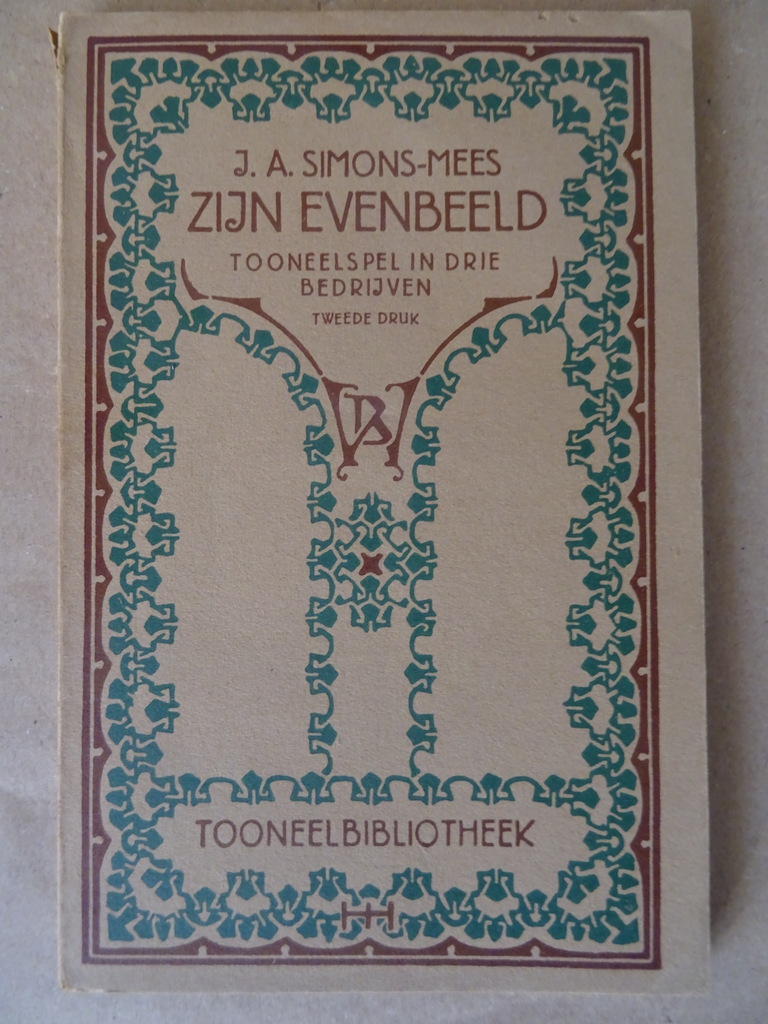 J. A. SIMONS-MEES
ZIJN EVENBEELD
TOONEELSPEL IN DRIE
BEDRIJVEN
TWEEDE DRUK
TOONEELBIBLIOTHEEK